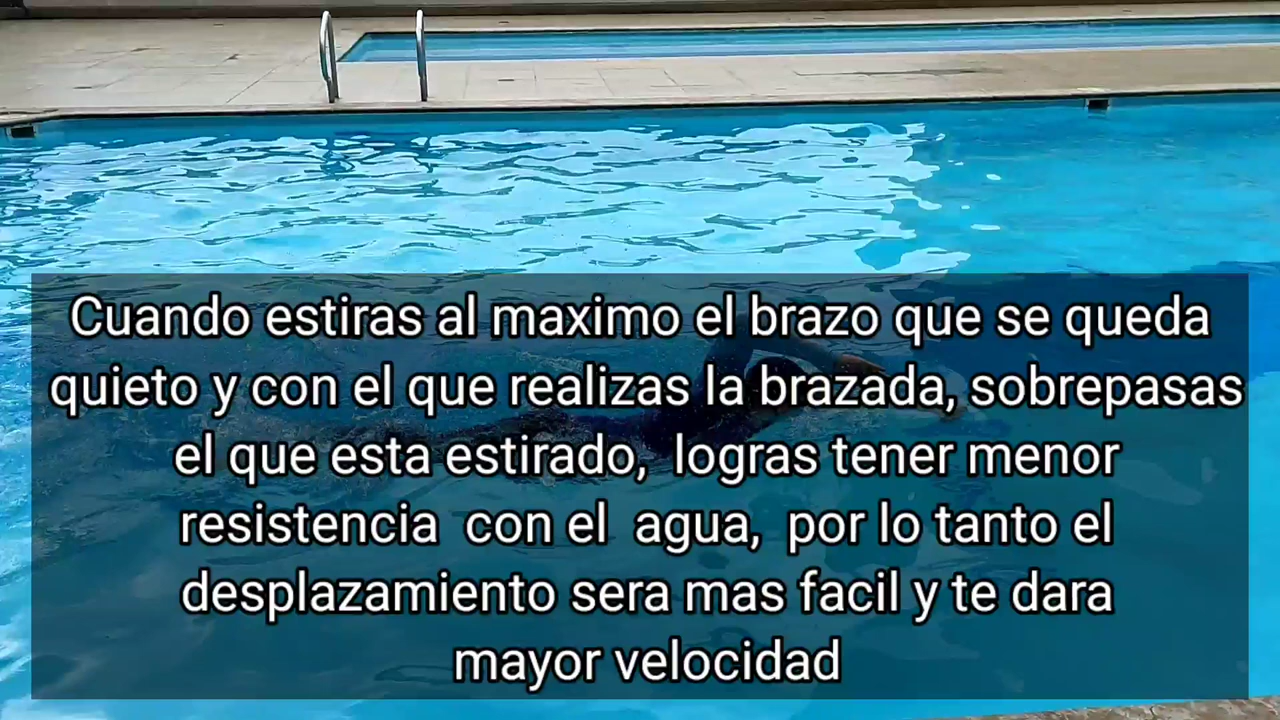 Cuando estiras al maximo el brazo que se queda
quieto y con el que realizas la brazada, sobrepasas
el que esta estirado, logras tener menor
resistencia con el agua, por lo tanto el
desplazamiento sera mas facil y te dara
mayor velocidad